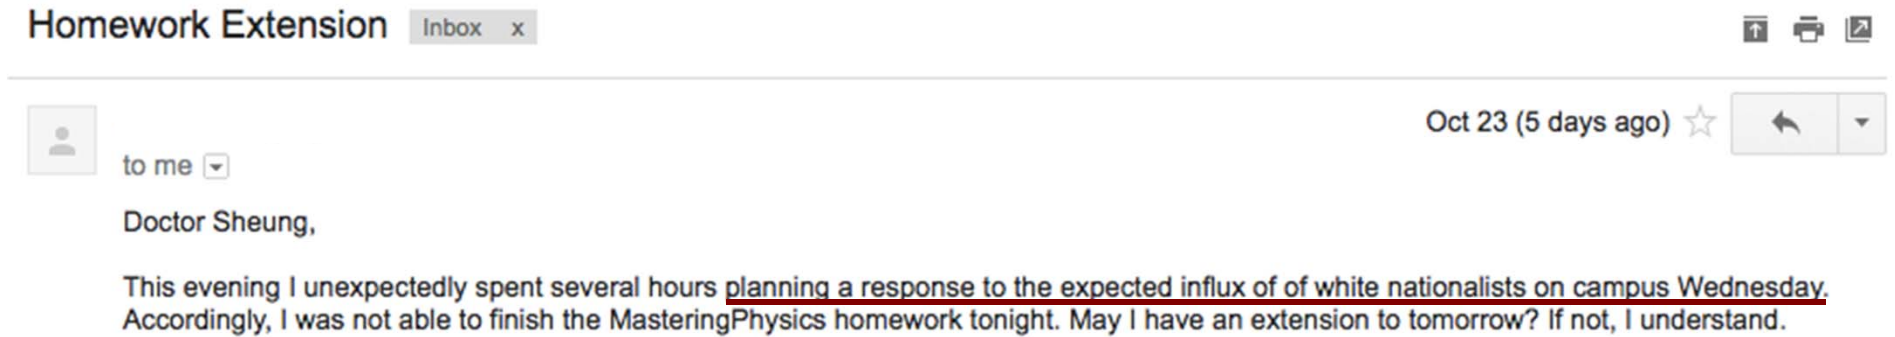 Homework Extension Inbox x
Oct 23 (5 days ago)
to me
Doctor Sheung,
This evening I unexpectedly spent several hours planning a response to the expected influx of of white nationalists on campus Wednesday.
Accordingly, I was not able to finish the MasteringPhysics homework tonight. May I have an extension to tomorrow? If not, I understand.